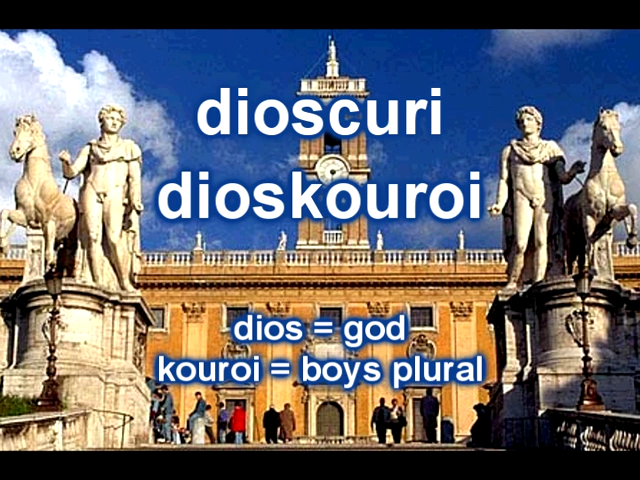 dioscuri
dioskouroi
dios = god
kouroi = boys plural